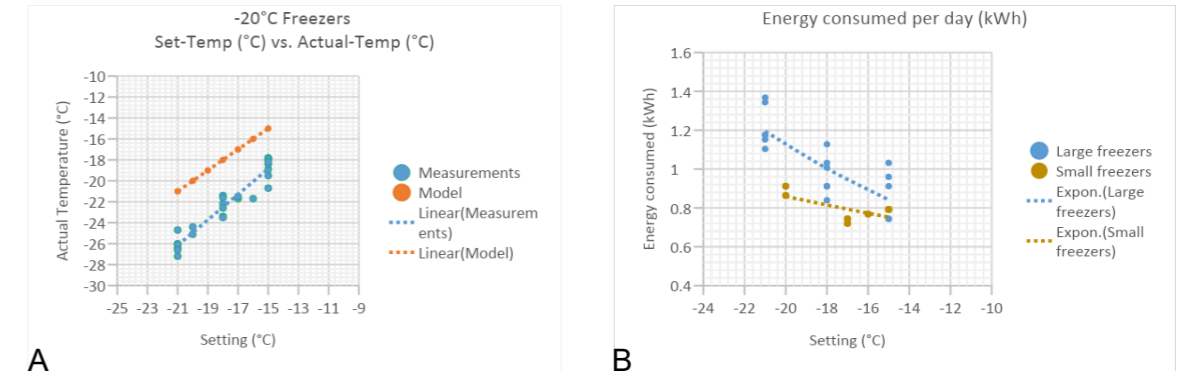 -20°C Freezers
Set-Temp (°C) vs. Actual-Temp (°C)
Actual Temperature (°C)
-10
-12
-14
-16
-18
-20
-22
-24
-26
-28
-30
-25 -23 -21 -19 -17 -15 -13 -11 -9
Setting (°C)
Measurements
Model
Linear(Measurem
ents)
Linear(Model)
A
Energy consumed per day (kWh)
Energy consumed (kWh)
1.6
1.4
1.2
1
0.8
0.6
0.4
-24 -22 -20 -18 -16 -14 -12 -10
Setting (°C)
Large freezers
Small freezers
Expon.(Large
freezers)
Expon.(Small
freezers)
B